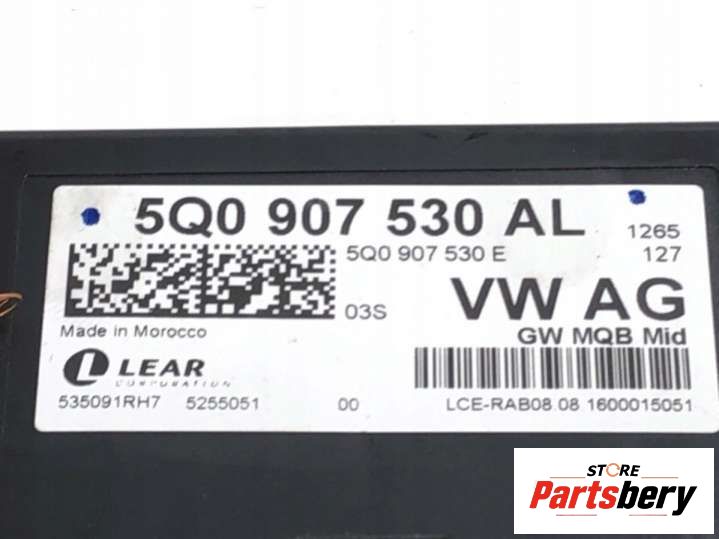 5Q0 907 530 AL 1265
5Q0 907 530 E 127
03S VW AG
Made in Morocco GW MQB Mid
LEAR
CORPORATION
535091RH7 5255051 00 LCE-RAB08.08 1600015051
STORE
Partsbery